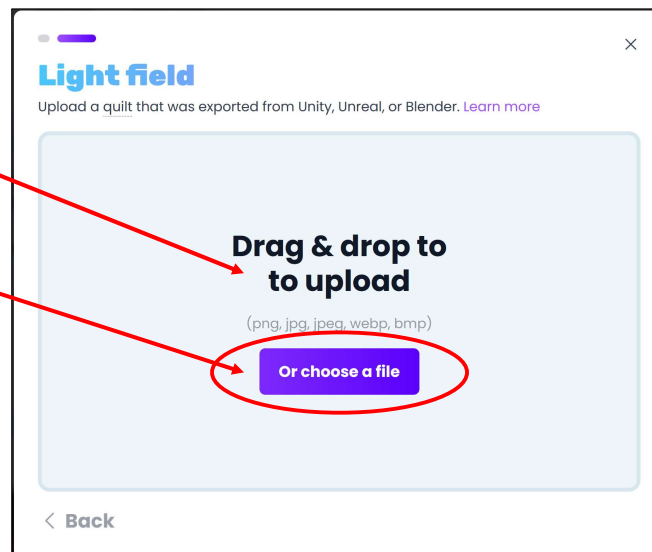 Light field
Upload a quilt that was exported from Unity, Unreal, or Blender. Learn more
Drag & drop to
to upload
(png, jpg, jpeg, webp, bmp)
Or choose a file
Back